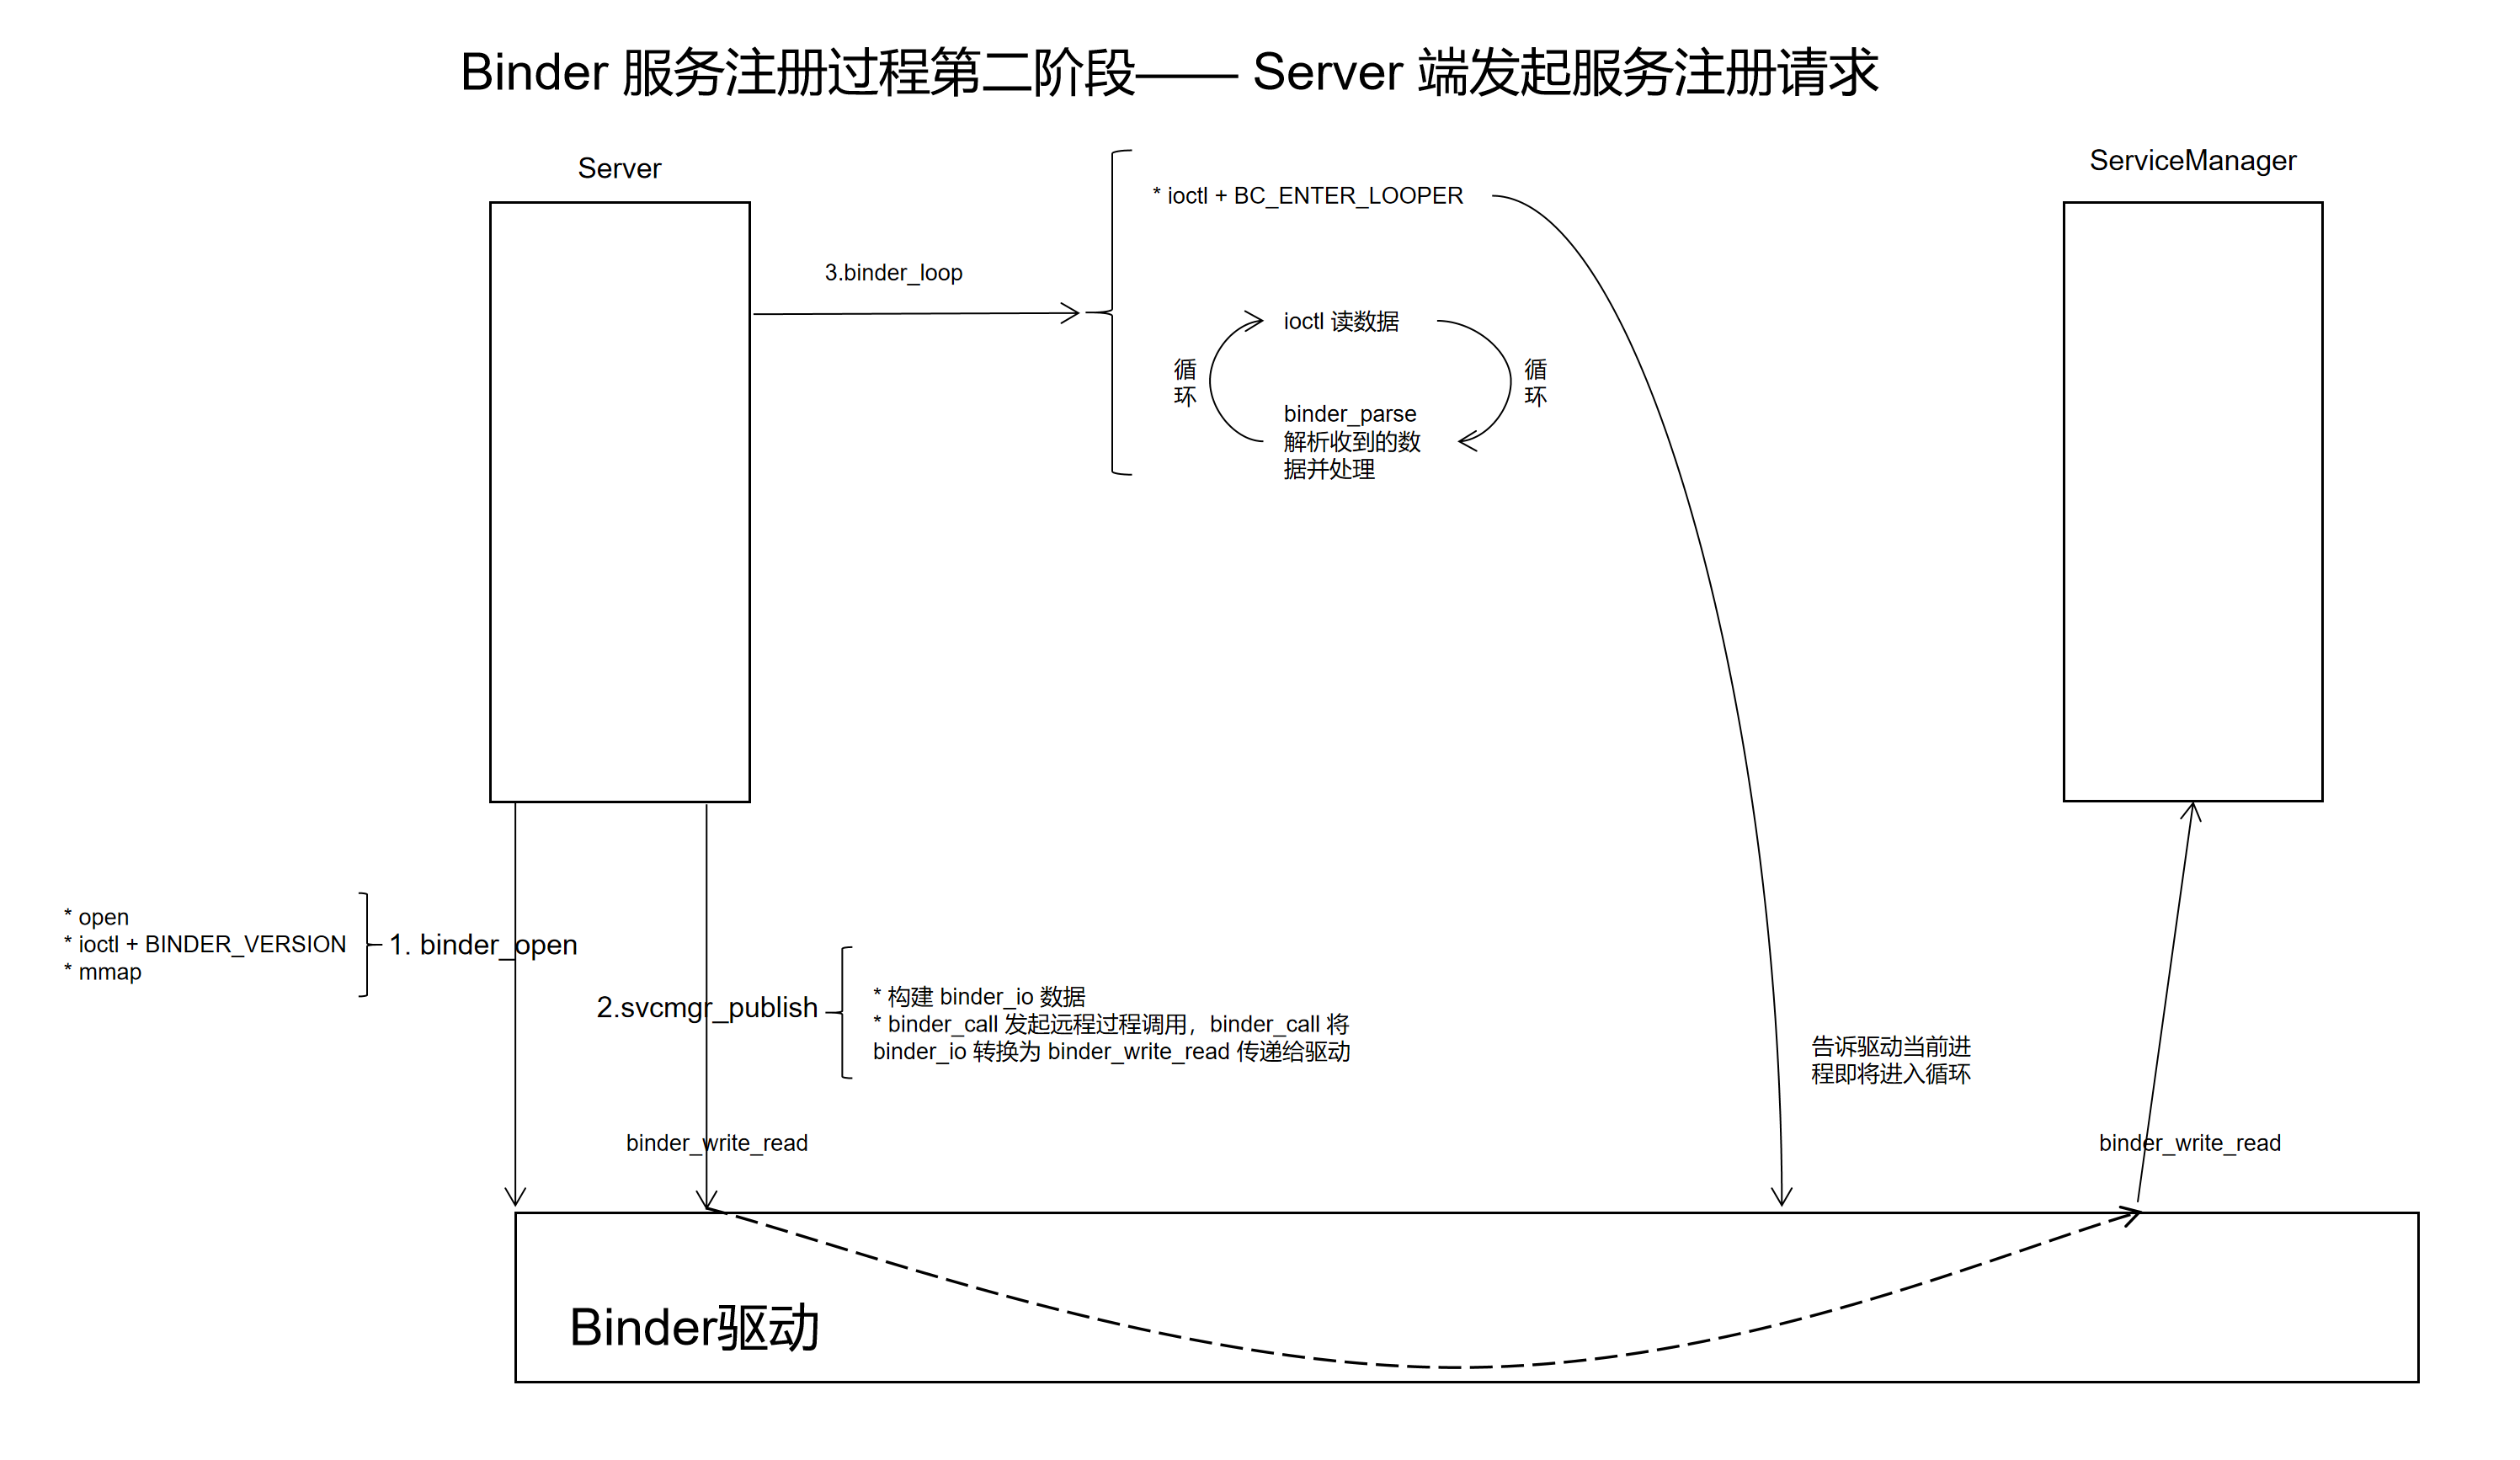 Binder 服务注册过程第二阶段—— Server 端发起服务注册请求
Server
ServiceManager
* ioctl + BC_ENTER_LOOPER
3.binder_loop
ioctl 读数据
循
环
循
环
binder_parse
解析收到的数
据并处理
* open
* ioctl + BINDER_VERSION
* mmap
1. binder_open
2.svcmgr_publish
* 构建 binder_io 数据
* binder_call 发起远程过程调用，binder_call 将
binder_io 转换为 binder_write_read 传递给驱动
告诉驱动当前进
程即将进入循环
binder_write_read
binder_write_read
Binder驱动